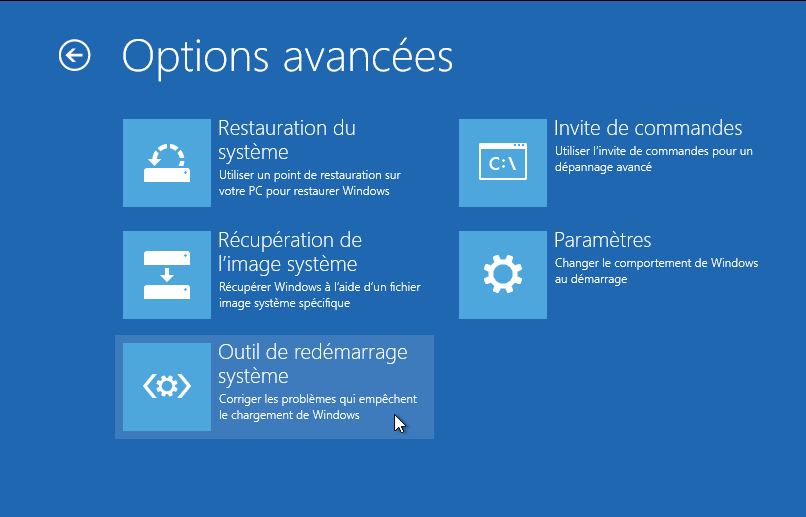 Options avancées
Restauration du
système
Utiliser un point de restauration sur
votre PC pour restaurer Windows
Récupération de
l’image système
Récupérer Windows à l’aide d’un fichier
image système spécifique
Outil de redémarrage
système
Corriger les problèmes qui empêchent
le chargement de Windows
C:\
Invite de commandes
Utiliser l’invite de commandes pour un
dépannage avancé
Paramètres
Changer le comportement de Windows
au démarrage